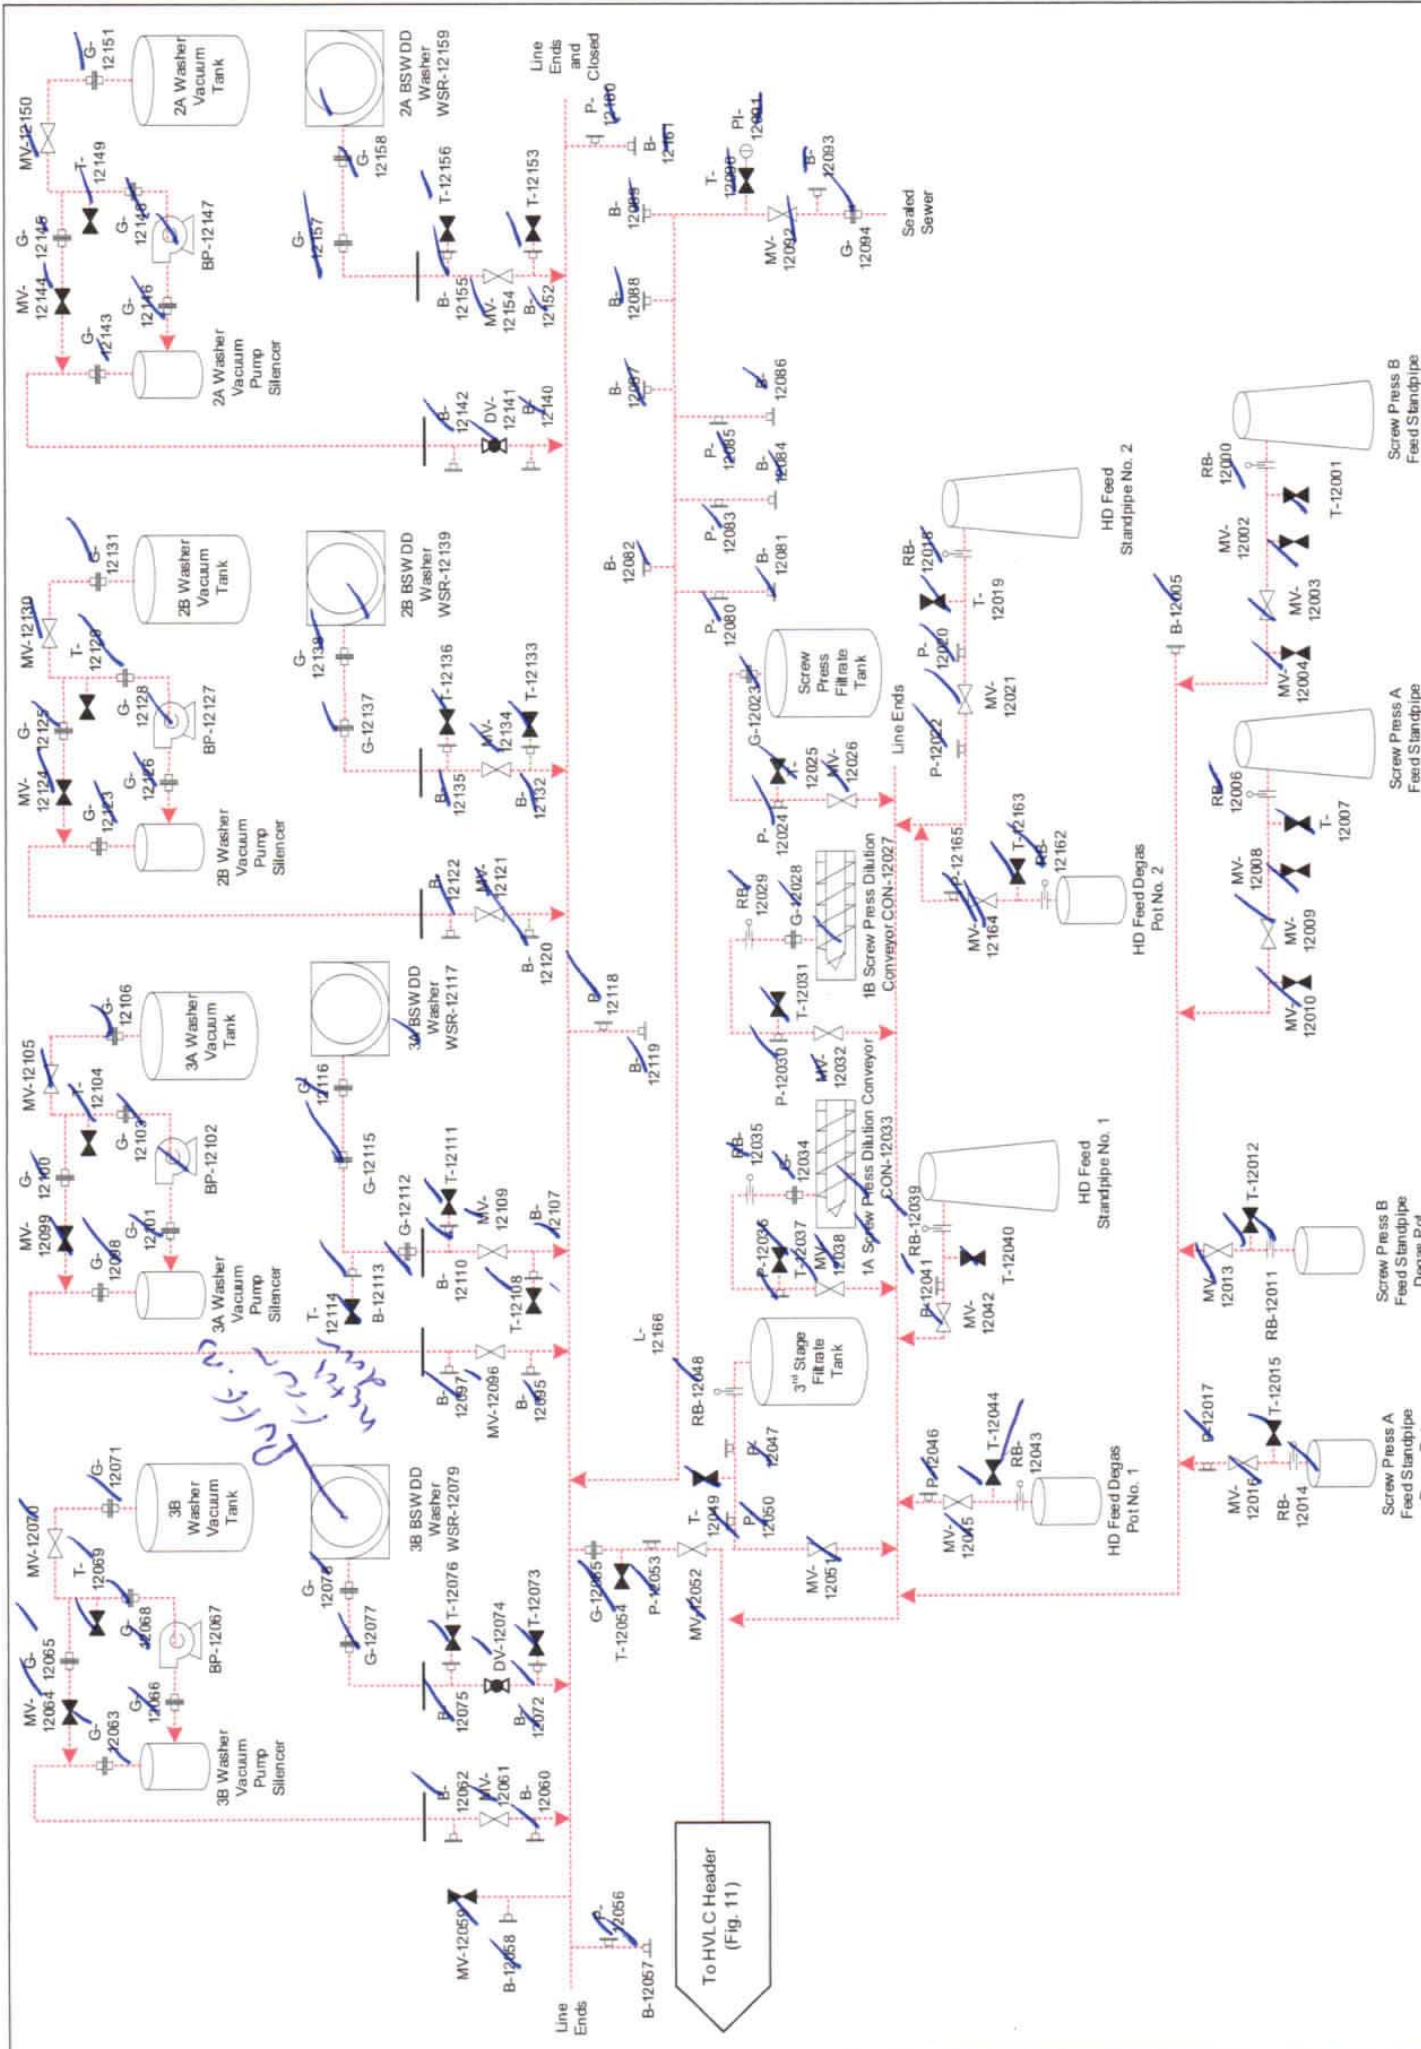 G-
12151
MV-12150
2A Washer
Vacuum
Tank
T-
12149
G-
12148
G-
12145
MV-
12144
BP-12147
G-
12146
G-
12143
2A Washer
Vacuum
Pump
Silencer
2A BSW DD
Washer
WSR-12159
G-
12158
G-
12157
T-12156
B-
12155
MV-
12154
T-12153
B-
12152
B-
12142
DV-
12141
B-
12140
Line
Ends
and
Closed
P-
12160
B-
12161
G-
12131
MV-12130
2B Washer
Vacuum
Tank
T-
12129
G-
12128
G-
12125
MV-
12124
BP-12127
G-
12126
G-
12123
2B Washer
Vacuum
Pump
Silencer
2B BSW DD
Washer
WSR-12139
G-
12138
G-12137
T-12136
B-
12135
MV-
12134
T-12133
B-
12132
B-
12122
MV-
12121
B-
12120
G-
12106
MV-12105
3A Washer
Vacuum
Tank
T-
12104
G-
12103
G-
12100
MV-
12099
BP-12102
G-
12101
G-
12098
3A Washer
Vacuum
Pump
Silencer
3A BSW DD
Washer
WSR-12117
G-
12116
G-12115
T-
12114
B-12113
G-12112
T-12111
B-
12110
MV-
12109
T-12108
B-
12107
B-
12097
MV-12096
B-
12095
P-
12118
B-
12119
G-
12071
MV-12070
3B
Washer
Vacuum
Tank
T-
12069
G-
12068
G-
12065
MV-
12064
BP-12067
G-
12066
G-
12063
3B Washer
Vacuum
Pump
Silencer
3B BSW DD
Washer
WSR-12079
G-
12078
G-12077
T-12076
B-
12075
DV-12074
T-12073
B-
12072
B-
12062
MV-
12061
B-
12060
MV-12059
B-12058
P-
12056
B-12057
Line
Ends
To HVLC Header
(Fig. 11)
B-
12089
T-
12090
PI-
12091
MV-
12092
B-
12093
G-
12094
Sealed
Sewer
B-
12088
B-
12087
B-
12086
P-
12085
B-
12084
P-
12083
B-
12082
B-
12081
P-
12080
L-
12166
G-12055
T-12054
P-12053
MV-12052
G-12023
Screw
Press
Filtrate
Tank
T-
12025
P-
12024
MV-
12026
RB-
12029
G-12028
1B Screw Press Dilution
Conveyor CON-12027
T-12031
P-12030
MV-
12032
RB-
12035
G-
12034
1A Screw Press Dilution Conveyor
CON-12033
P-12036
T-12037
MV-
12038
RB-12048
3rd Stage
Filtrate
Tank
P-
12047
T-
12049
P-
12050
MV-
12051
Line Ends
RB-
12018
HD Feed
Standpipe No. 2
T-
12019
P-
12020
MV-
12021
P-12022
P-12165
T-12163
RB-
12162
MV-
12164
HD Feed Degas
Pot No. 2
RB-12039
HD Feed
Standpipe No. 1
T-12040
P-12041
MV-
12042
P-12046
T-12044
RB-
12043
MV-
12045
HD Feed Degas
Pot No. 1
B-12005
RB-
12000
T-12001
MV-
12002
MV-
12003
MV-
12004
Screw Press B
Feed Standpipe
RB-
12006
T-
12007
MV-
12008
MV-
12009
MV-
12010
Screw Press A
Feed Standpipe
T-12012
MV-
12013
RB-12011
Screw Press B
Feed Standpipe
Degas Pot
P-12017
T-12015
MV-
12016
RB-
12014
Screw Press A
Feed Standpipe